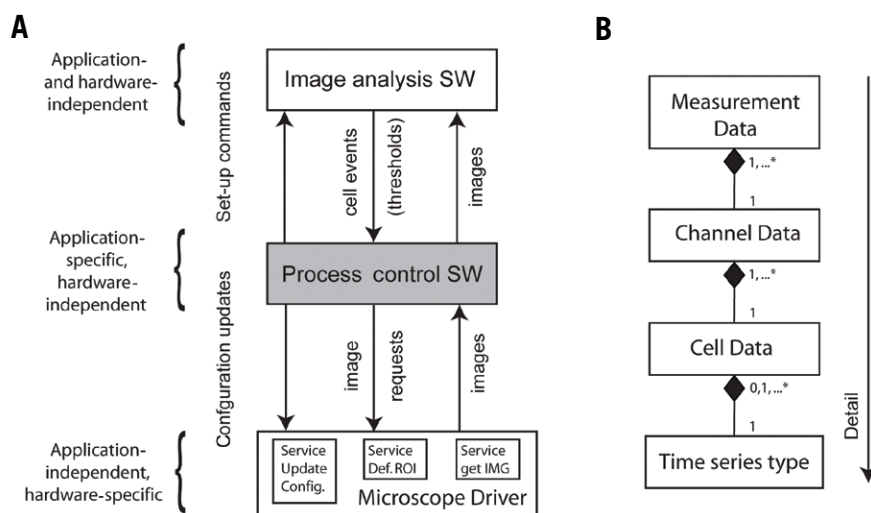 A
Application-
and hardware-
independent
Set-up commands
Image analysis SW
cell events
(thresholds)
images
Application-
specific,
hardware-
independent
Process control SW
Confguration updates
image
requests
images
Application-
independent,
hardware-specific
Service
Update
Config.
Service
Def. ROI
Service
get IMG
Microscope Driver
B
Measurement
Data
1,...*
1
Channel Data
1,...*
1
Cell Data
0,1,...*
1
Time series type
Detail